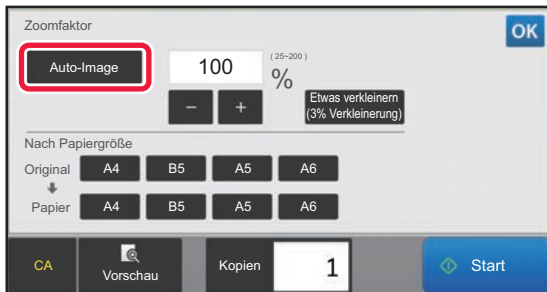 Zoomfaktor
OK
Auto-Image
100
(25~200)
%
− +
Etwas verkleinern
(3% Verkleinerung)
Nach Papiergröße
Original A4 B5 A5 A6
Papier A4 B5 A5 A6
CA Vorschau Kopien 1 Start